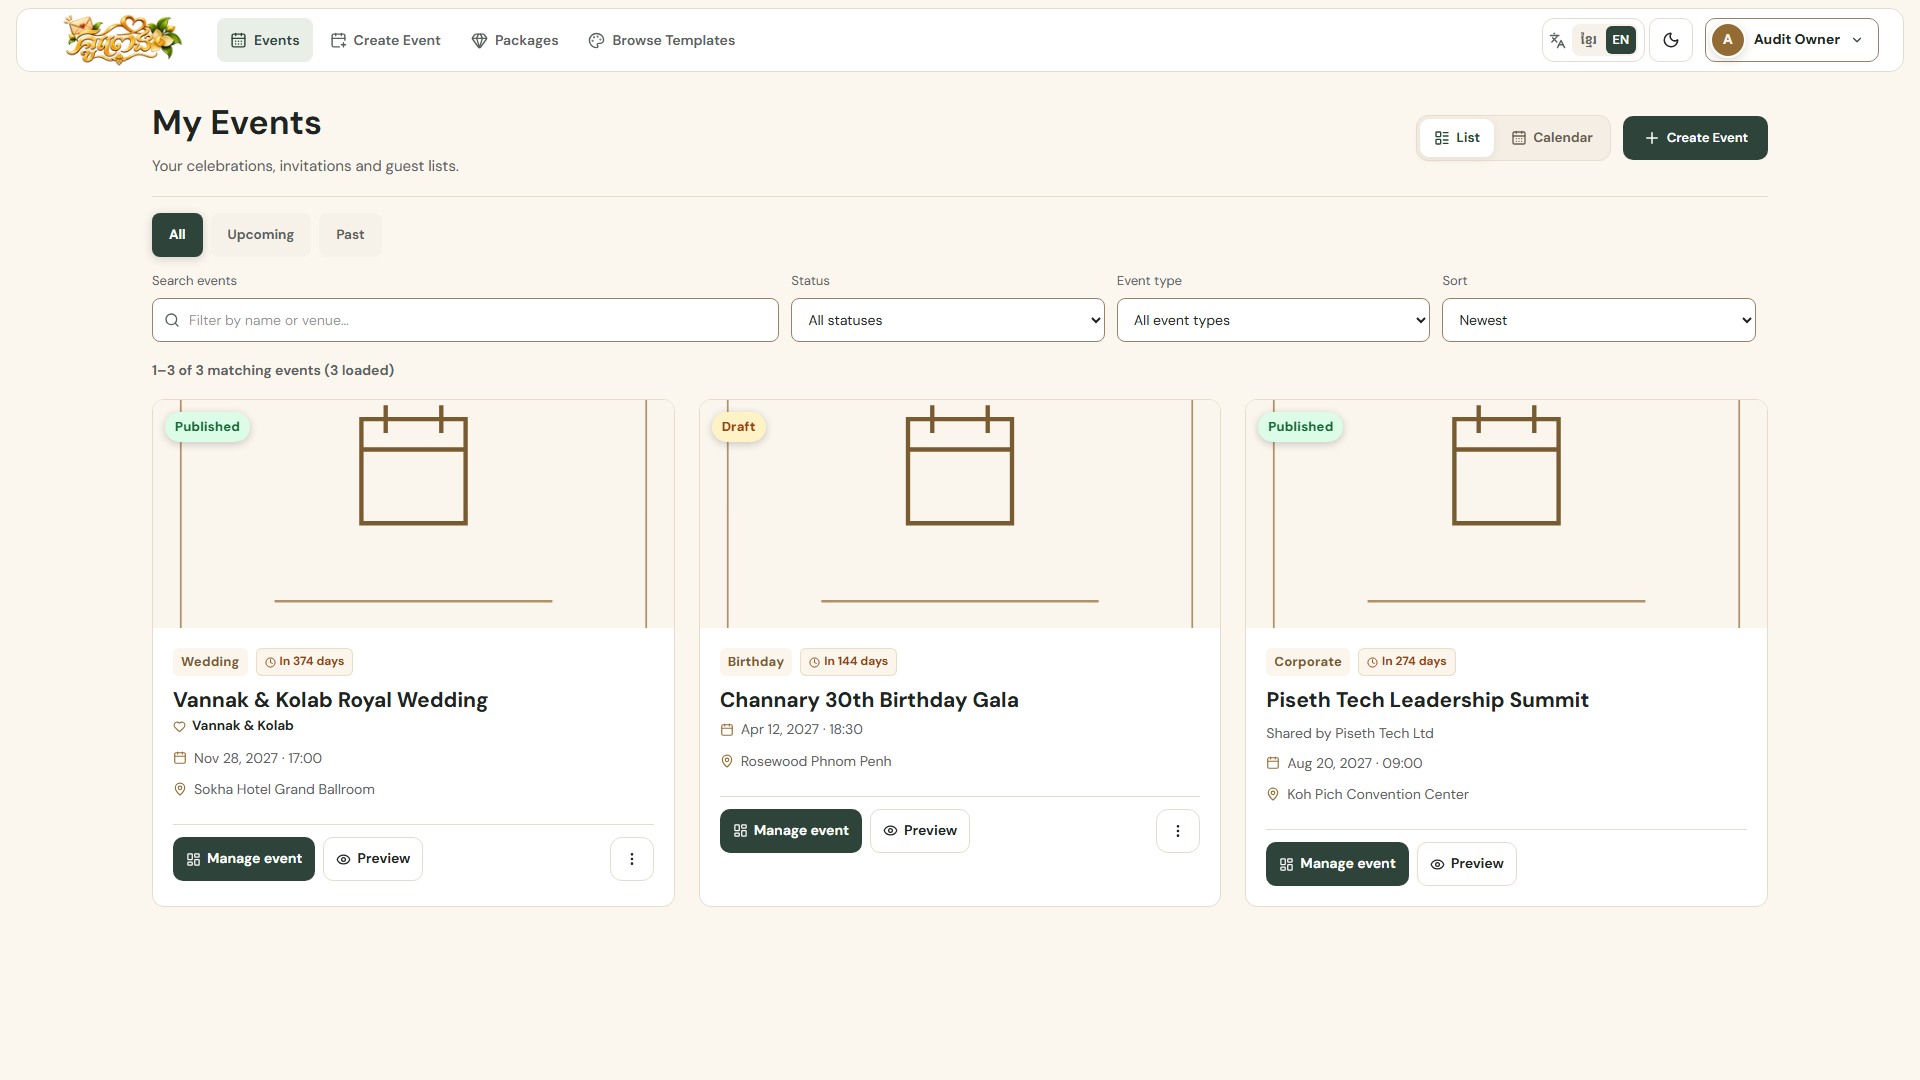 Events
Create Event
Packages
Browse Templates
ខ្មែរ
EN
A
Audit Owner
My Events
Your celebrations, invitations and guest lists.
List
Calendar
Create Event
All
Upcoming
Past
Search events
Status
Event type
Sort
Filter by name or venue…
All statuses
All event types
Newest
1–3 of 3 matching events (3 loaded)
Published
Wedding
In 374 days
Vannak & Kolab Royal Wedding
Vannak & Kolab
Nov 28, 2027 · 17:00
Sokha Hotel Grand Ballroom
Manage event
Preview
Draft
Birthday
In 144 days
Channary 30th Birthday Gala
Apr 12, 2027 · 18:30
Rosewood Phnom Penh
Manage event
Preview
Published
Corporate
In 274 days
Piseth Tech Leadership Summit
Shared by Piseth Tech Ltd
Aug 20, 2027 · 09:00
Koh Pich Convention Center
Manage event
Preview